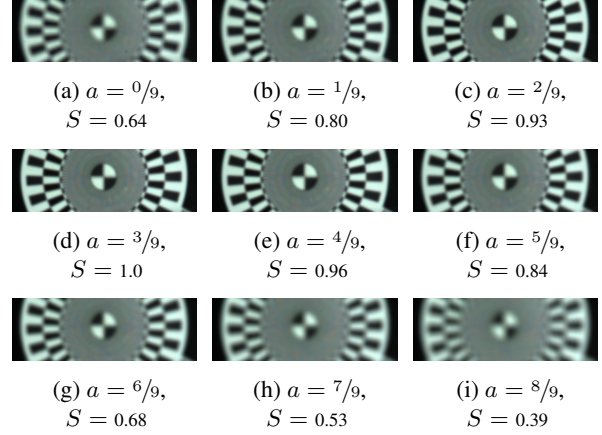 (a) a = 0/9,
S = 0.64
(b) a = 1/9,
S = 0.80
(c) a = 2/9,
S = 0.93
(d) a = 3/9,
S = 1.0
(e) a = 4/9,
S = 0.96
(f) a = 5/9,
S = 0.84
(g) a = 6/9,
S = 0.68
(h) a = 7/9,
S = 0.53
(i) a = 8/9,
S = 0.39